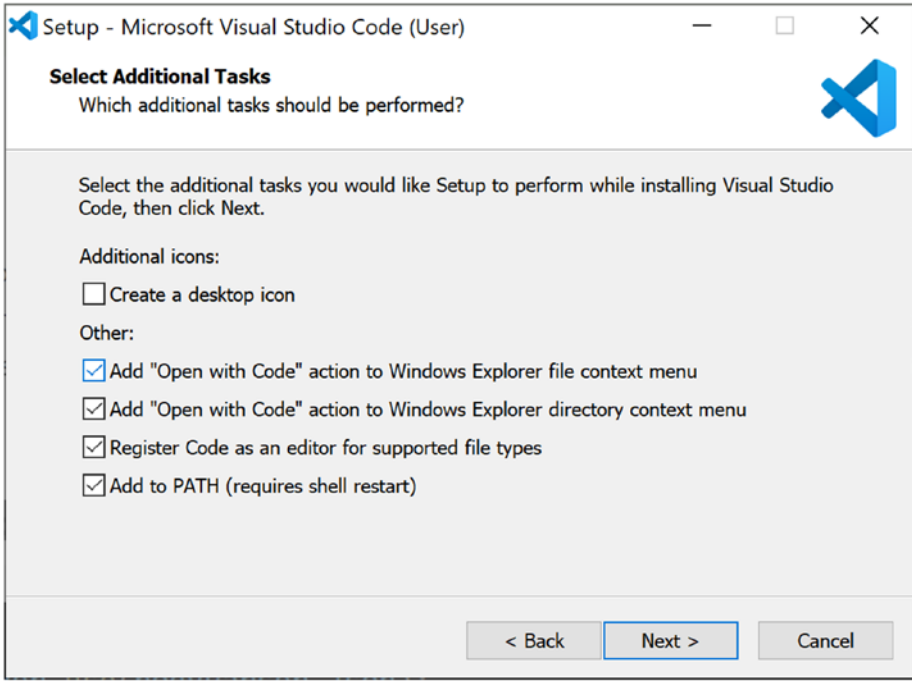 Setup - Microsoft Visual Studio Code (User)
Select Additional Tasks
Which additional tasks should be performed?
Select the additional tasks you would like Setup to perform while installing Visual Studio
Code, then click Next.
Additional icons:
Create a desktop icon
Other:
Add "Open with Code" action to Windows Explorer file context menu
Add "Open with Code" action to Windows Explorer directory context menu
Register Code as an editor for supported file types
Add to PATH (requires shell restart)
< Back Next > Cancel